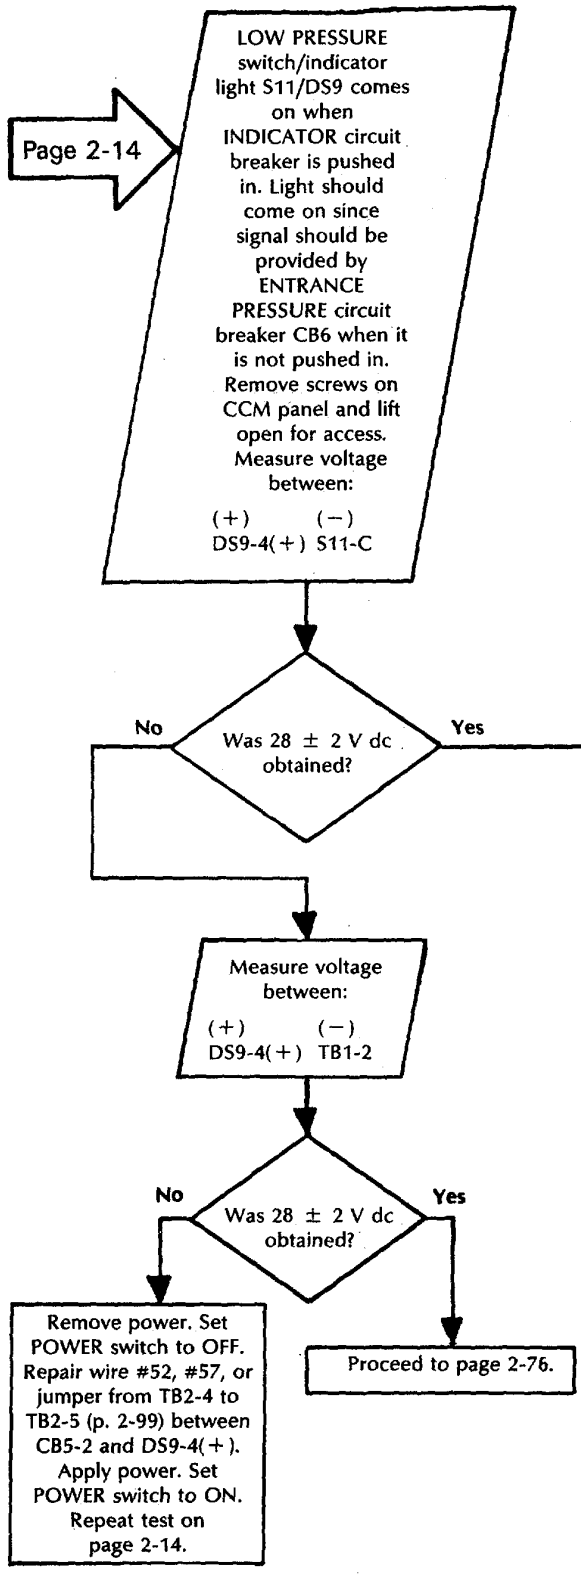 LOW PRESSURE
switch/indicator
light S11/DS9 comes
on when
INDICATOR circuit
breaker is pushed
in. Light should
come on since
signal should be
provided by
ENTRANCE
PRESSURE circuit
breaker CB6 when it
is not pushed in.
Remove screws on
CCM panel and lift
open for access.
Measure voltage
between:
(+) (−)
DS9-4(+) S11-C
Page 2-14
No
Was 28 ± 2 V dc
obtained?
Yes
Measure voltage
between:
(+) (−)
DS9-4(+) TB1-2
No
Was 28 ± 2 V dc
obtained?
Yes
Remove power. Set
POWER switch to OFF.
Repair wire #52, #57, or
jumper from TB2-4 to
TB2-5 (p. 2-99) between
CB5-2 and DS9-4(+).
Apply power. Set
POWER switch to ON.
Repeat test on
page 2-14.
Proceed to page 2-76.